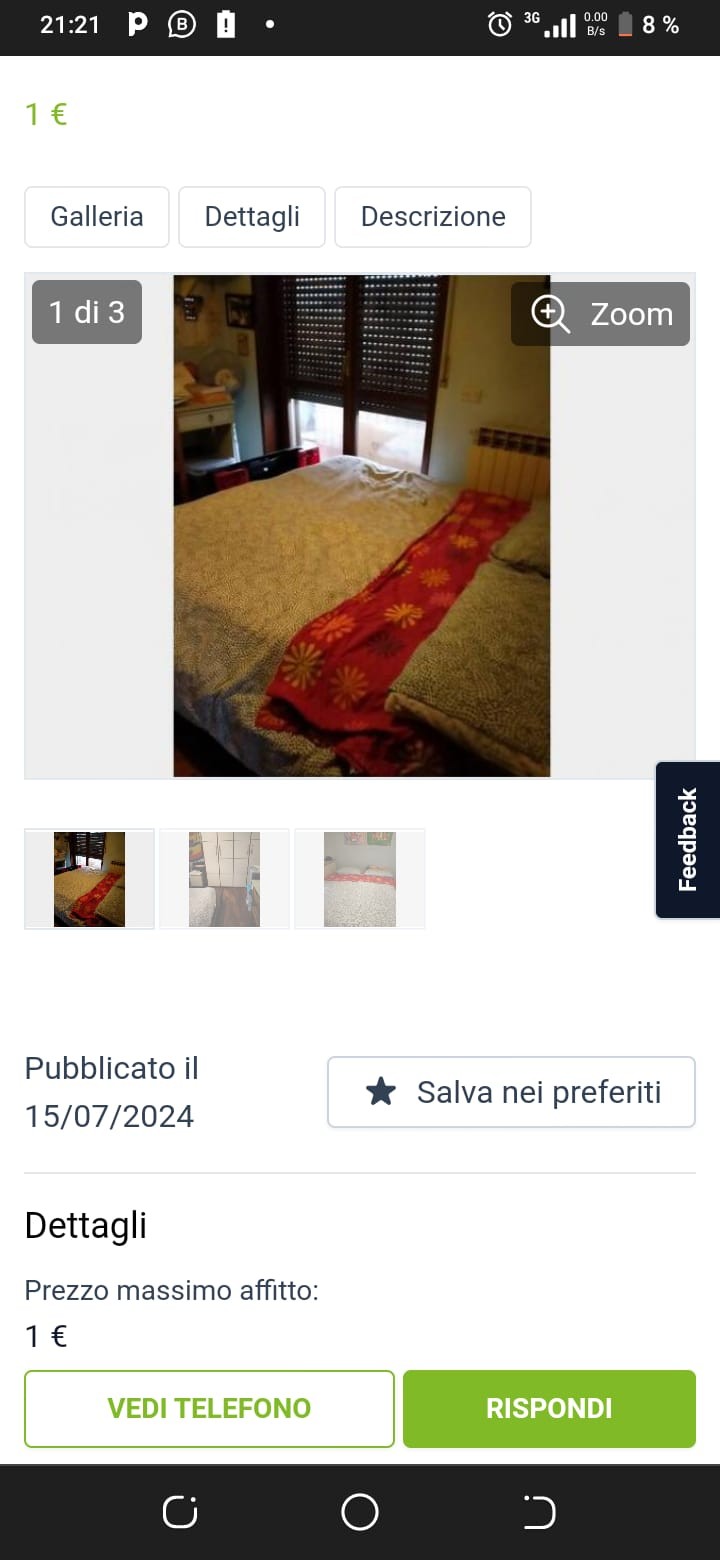 21:21 3G 0.00 B/s 8 %
1 €
Galleria Dettagli Descrizione
1 di 3 Zoom
Feedback
Pubblicato il
15/07/2024
Salva nei preferiti
Dettagli
Prezzo massimo affitto:
1 €
VEDI TELEFONO RISPONDI